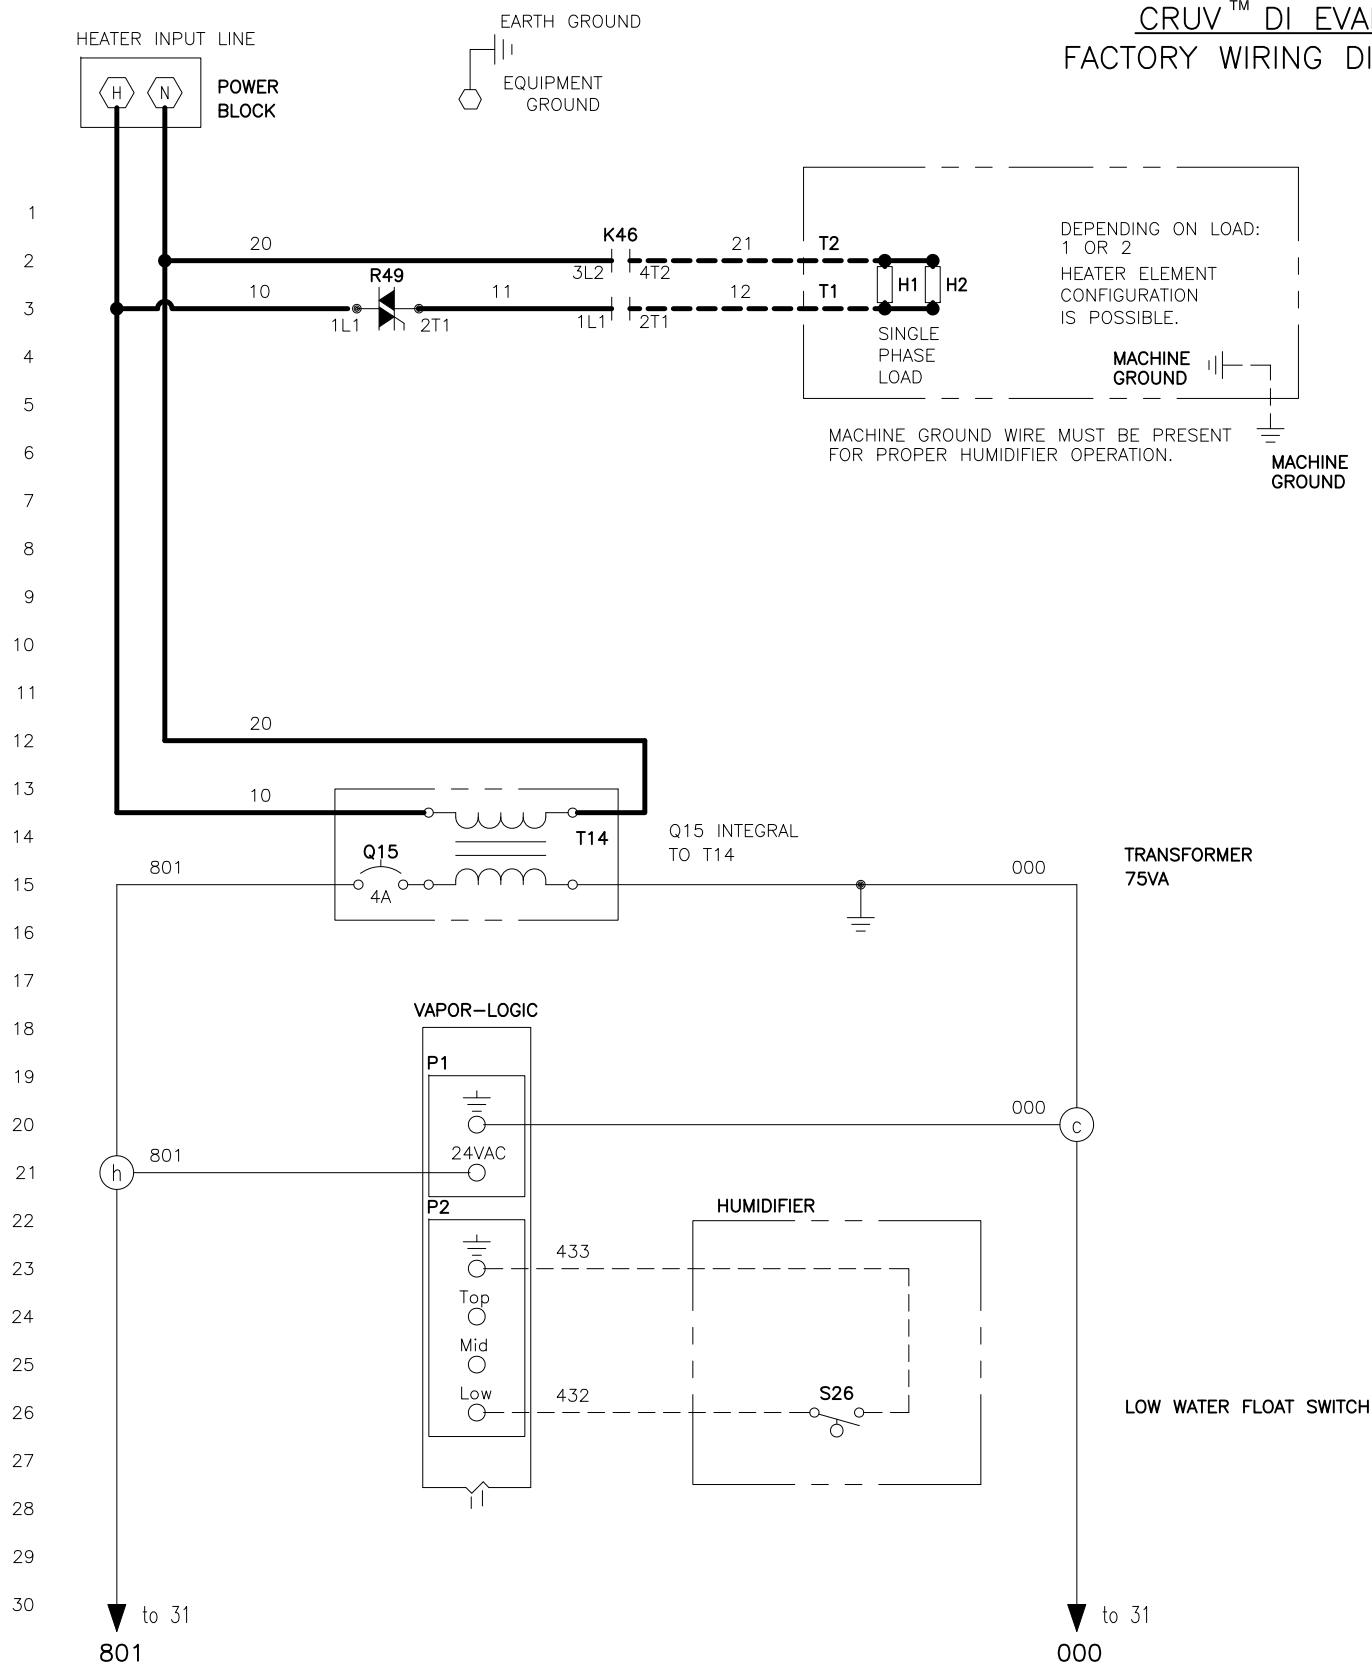 CRUV™ DI EVA
FACTORY WIRING DI
EARTH GROUND
HEATER INPUT LINE
EQUIPMENT
GROUND
H N
POWER
BLOCK
1
2
3
4
5
6
7
8
9
10
11
12
13
14
15
16
17
18
19
20
21
22
23
24
25
26
27
28
29
30
20
K46
21
T2
3L2
4T2
R49
10
11
12
T1
1L1
2T1
1L1
2T1
H1
H2
SINGLE
PHASE
LOAD
DEPENDING ON LOAD:
1 OR 2
HEATER ELEMENT
CONFIGURATION
IS POSSIBLE.
MACHINE
GROUND
MACHINE GROUND WIRE MUST BE PRESENT
FOR PROPER HUMIDIFIER OPERATION.
MACHINE
GROUND
20
10
T14
Q15 INTEGRAL
TO T14
Q15
4A
801
000
TRANSFORMER
75VA
VAPOR-LOGIC
P1
000
c
24VAC
801
h
P2
HUMIDIFIER
433
Top
Mid
Low
432
S26
LOW WATER FLOAT SWITCH
to 31
801
to 31
000